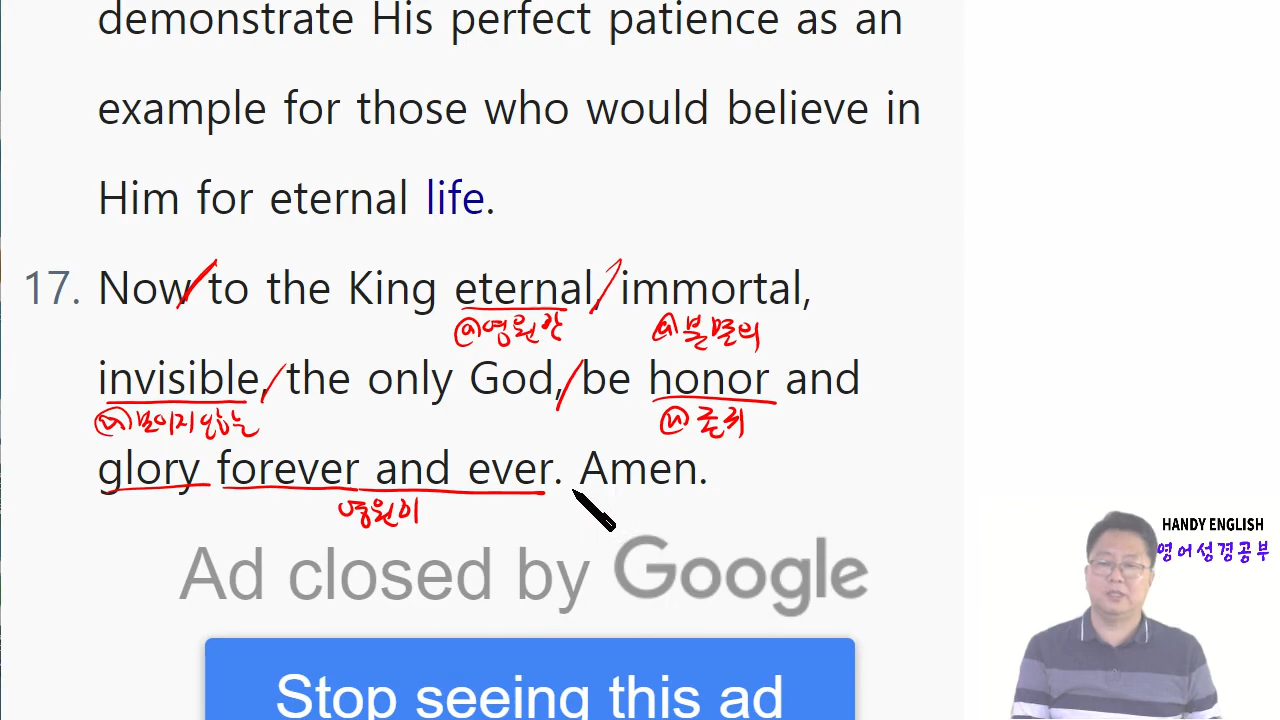 demonstrate His perfect patience as an
example for those who would believe in
Him for eternal life.
17. Now to the King eternal, immortal,
ⓐ영원한 ⓐ불멸의
invisible, the only God, be honor and
ⓐ보이지 않는 ⓝ존귀
glory forever and ever. Amen.
영원히
HANDY ENGLISH
영어성경공부
Ad closed by Google
Stop seeing this ad